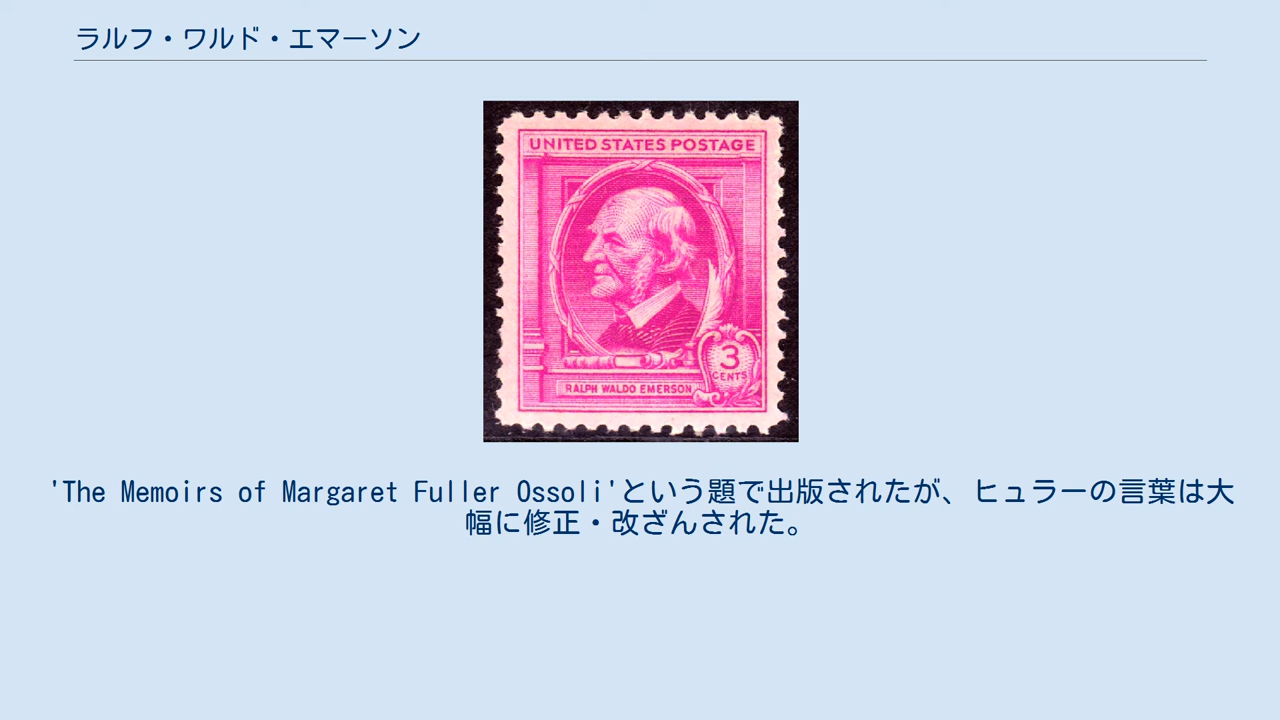 ラルフ・ワルド・エマーソン
UNITED STATES POSTAGE
3
CENTS
RALPH WALDO EMERSON
'The Memoirs of Margaret Fuller Ossoli'という題で出版されたが、ヒュラーの言葉は大
幅に修正・改ざんされた。